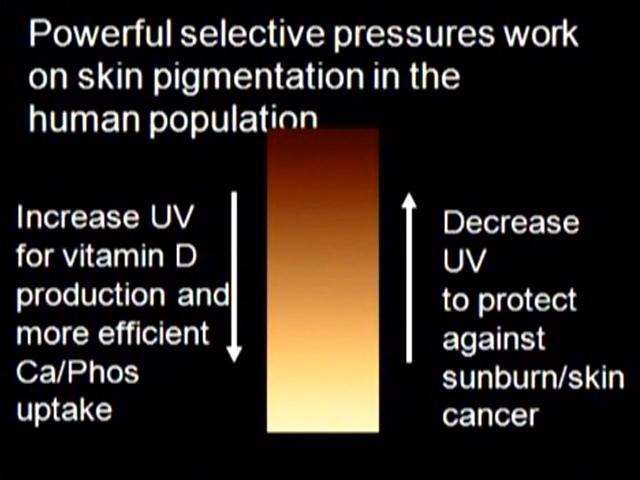 Powerful selective pressures work
on skin pigmentation in the
human population
Increase UV
for vitamin D
production and
more efficient
Ca/Phos
uptake
Decrease
UV
to protect
against
sunburn/skin
cancer